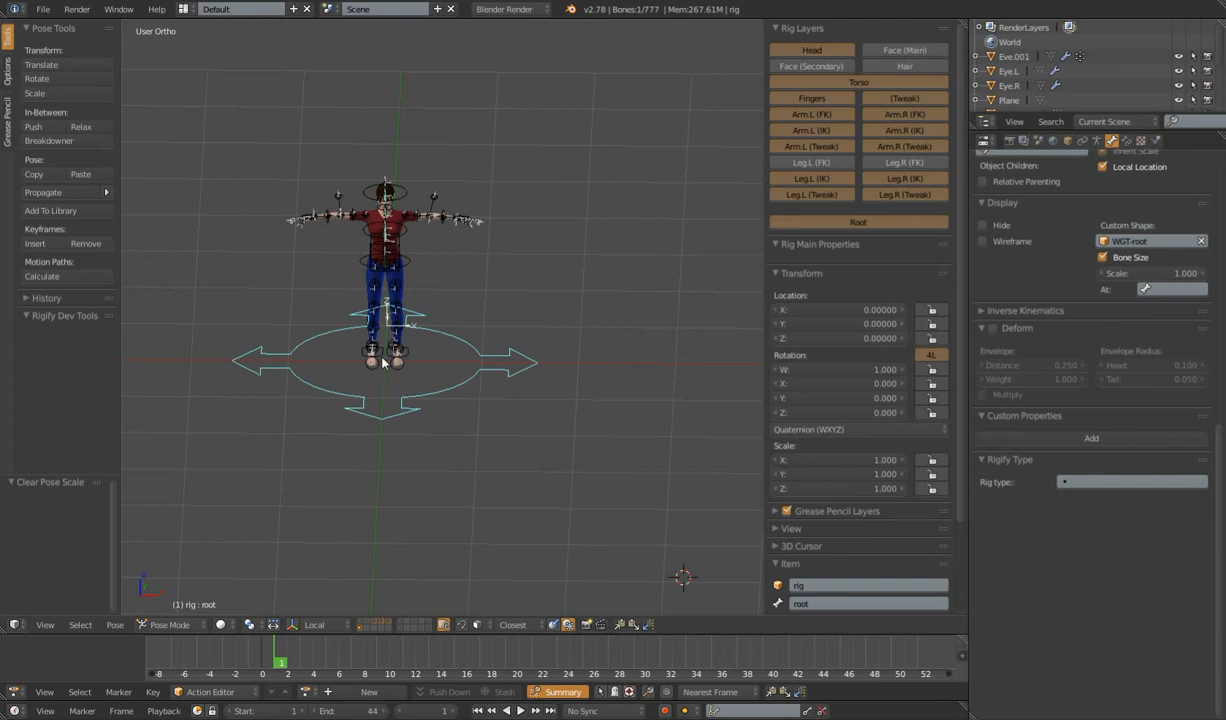 File Render Window Help Default Scene Blender Render v2.78 | Bones:1/777 | Mem:267.61M | rig
Tools
Options
Grease Pencil
Pose Tools
Transform:
Translate
Rotate
Scale
In-Between:
Push Relax
Breakdowner
Pose:
Copy Paste
Propagate
Add To Library
Keyframes:
Insert Remove
Motion Paths:
Calculate
History
Rigify Dev Tools
Clear Pose Scale
User Ortho
(1) rig : root
Rig Layers
Head Face (Main)
Face (Secondary) Hair
Torso
Fingers (Tweak)
Arm.L (FK) Arm.R (FK)
Arm.L (IK) Arm.R (IK)
Arm.L (Tweak) Arm.R (Tweak)
Leg.L (FK) Leg.R (FK)
Leg.L (IK) Leg.R (IK)
Leg.L (Tweak) Leg.R (Tweak)
Root
Rig Main Properties
Transform
Location:
X: 0.00000
Y: 0.00000
Z: 0.00000
Rotation: 4L
W: 1.000
X: 0.000
Y: 0.000
Z: 0.000
Quaternion (WXYZ)
Scale:
X: 1.000
Y: 1.000
Z: 1.000
Grease Pencil Layers
View
3D Cursor
Item
rig
root
RenderLayers
World
Eye.001
Eye.L
Eye.R
Plane
View Search Current Scene
Inherit Scale
Object Children: Local Location
Relative Parenting
Display
Hide Custom Shape:
Wireframe WGT-root
Bone Size
Scale: 1.000
At:
Inverse Kinematics
Deform
Envelope: Envelope Radius:
Distance: 0.250 Head: 0.100
Weight: 1.000 Tail: 0.050
Multiply
Custom Properties
Add
Rigify Type
Rig type::
View Select Pose Pose Mode Local Closest
-8 -6 -4 -2 0 2 4 6 8 10 12 14 16 18 20 22 24 26 28 30 32 34 36 38 40 42 44 46 48 50 52
1
View Select Marker Key Action Editor New Push Down Stash Summary Nearest Frame
View Marker Frame Playback Start: 1 End: 44 1 No Sync